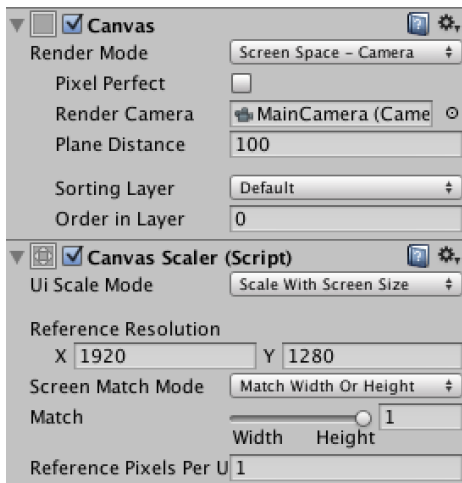 Canvas
Render Mode Screen Space - Camera
Pixel Perfect
Render Camera MainCamera (Came
Plane Distance 100
Sorting Layer Default
Order in Layer 0
Canvas Scaler (Script)
Ui Scale Mode Scale With Screen Size
Reference Resolution
X 1920 Y 1280
Screen Match Mode Match Width Or Height
Match 1
Width Height
Reference Pixels Per U 1